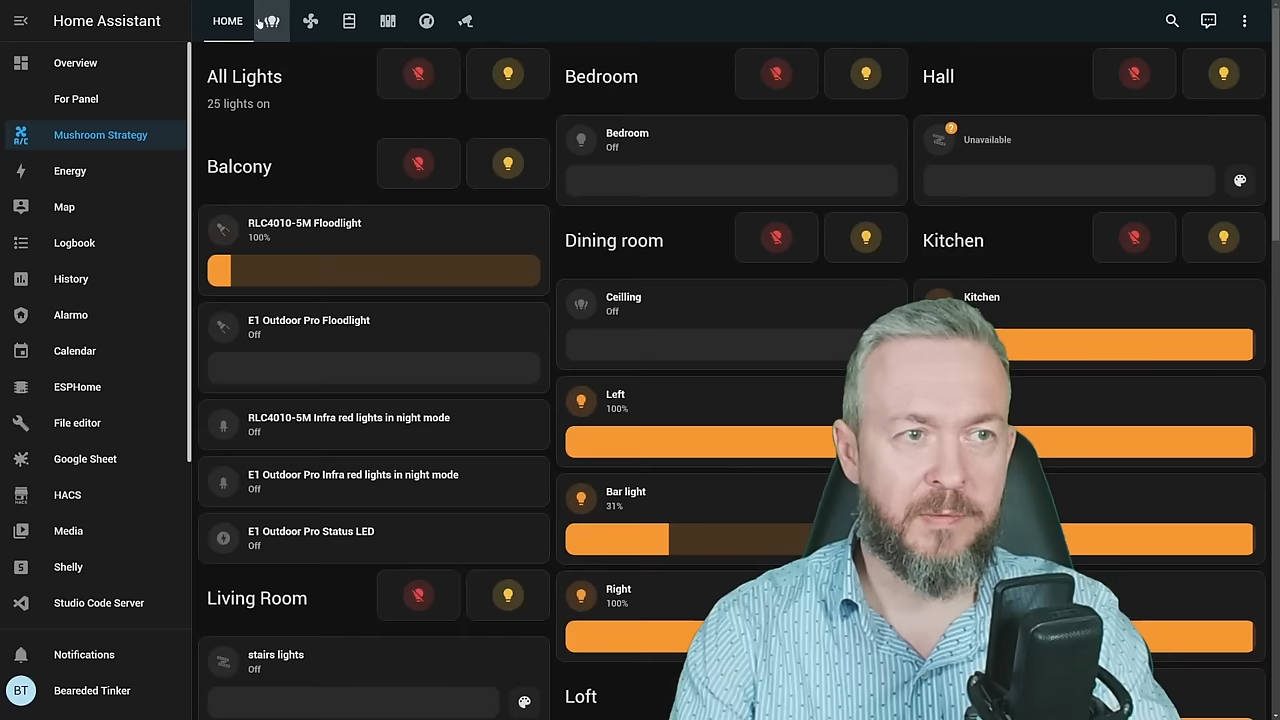 Home Assistant
HOME
Overview
For Panel
A/C
Mushroom Strategy
Energy
Map
Logbook
History
Alarmo
Calendar
ESPHome
File editor
Google Sheet
HACS
HACS
Media
Shelly
Studio Code Server
Notifications
BT
Beareded Tinker
All Lights
25 lights on
Balcony
RLC4010-5M Floodlight
100%
E1 Outdoor Pro Floodlight
Off
RLC4010-5M Infra red lights in night mode
Off
E1 Outdoor Pro Infra red lights in night mode
Off
E1 Outdoor Pro Status LED
Off
Living Room
stairs lights
Off
Bedroom
Bedroom
Off
Dining room
Ceilling
Off
Left
100%
Bar light
31%
Right
100%
Loft
Hall
?
Unavailable
Kitchen
Kitchen